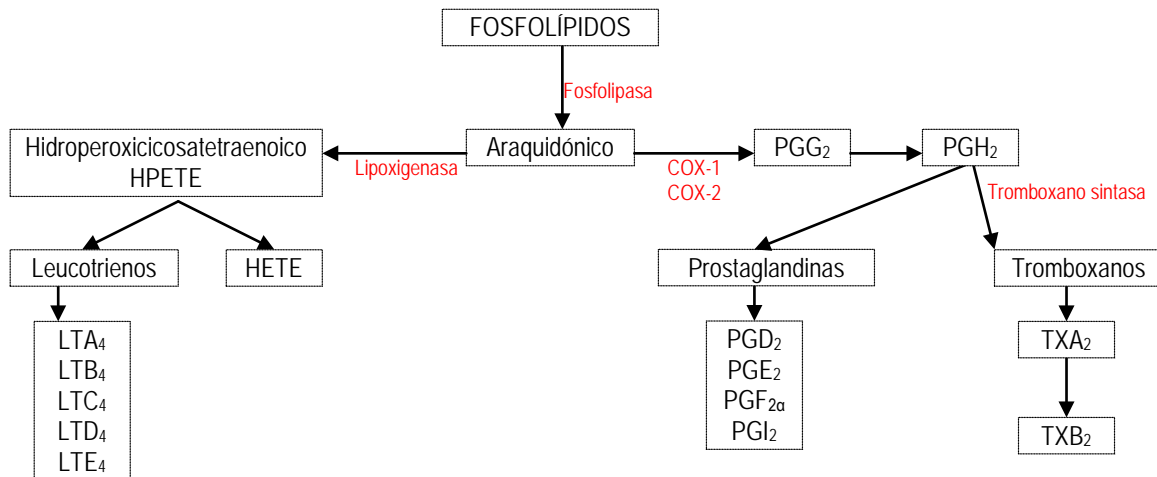 FOSFOLÍPIDOS
Fosfolipasa
Hidroperoxicicosatetraenoico
HPETE
Lipoxigenasa
Araquidónico
COX-1
COX-2
PGG₂
PGH₂
Tromboxano sintasa
Leucotrienos
HETE
Prostaglandinas
Tromboxanos
LTA₄
LTB₄
LTC₄
LTD₄
LTE₄
PGD₂
PGE₂
PGF₂α
PGI₂
TXA₂
TXB₂